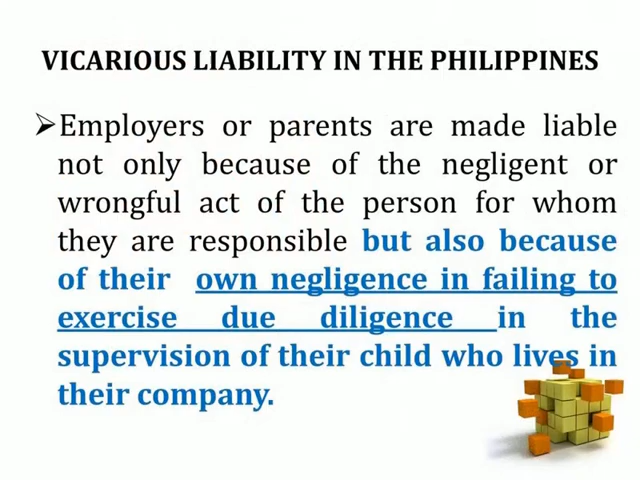 VICARIOUS LIABILITY IN THE PHILIPPINES
➢Employers or parents are made liable
not only because of the negligent or
wrongful act of the person for whom
they are responsible but also because
of their own negligence in failing to
exercise due diligence in the
supervision of their child who lives in
their company.